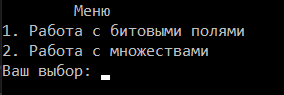 Меню
1. Работа с битовыми полями
2. Работа с множествами
Ваш выбор: